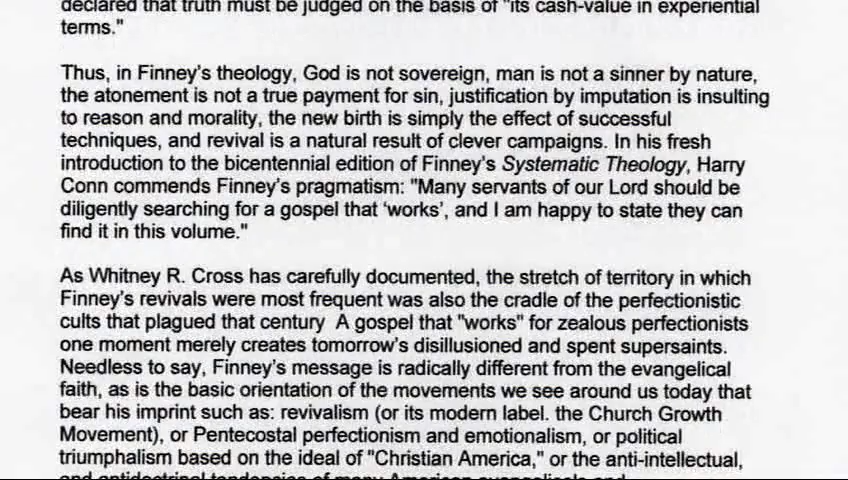 declared that truth must be judged on the basis of "its cash-value in experiential
terms."
Thus, in Finney's theology, God is not sovereign, man is not a sinner by nature,
the atonement is not a true payment for sin, justification by imputation is insulting
to reason and morality, the new birth is simply the effect of successful
techniques, and revival is a natural result of clever campaigns. In his fresh
introduction to the bicentennial edition of Finney's Systematic Theology, Harry
Conn commends Finney's pragmatism: "Many servants of our Lord should be
diligently searching for a gospel that 'works', and I am happy to state they can
find it in this volume."
As Whitney R. Cross has carefully documented, the stretch of territory in which
Finney's revivals were most frequent was also the cradle of the perfectionistic
cults that plagued that century A gospel that "works" for zealous perfectionists
one moment merely creates tomorrow's disillusioned and spent supersaints.
Needless to say, Finney's message is radically different from the evangelical
faith, as is the basic orientation of the movements we see around us today that
bear his imprint such as: revivalism (or its modern label. the Church Growth
Movement), or Pentecostal perfectionism and emotionalism, or political
triumphalism based on the ideal of "Christian America," or the anti-intellectual,
and antidoctrinal tendencies of many American evangelicals and